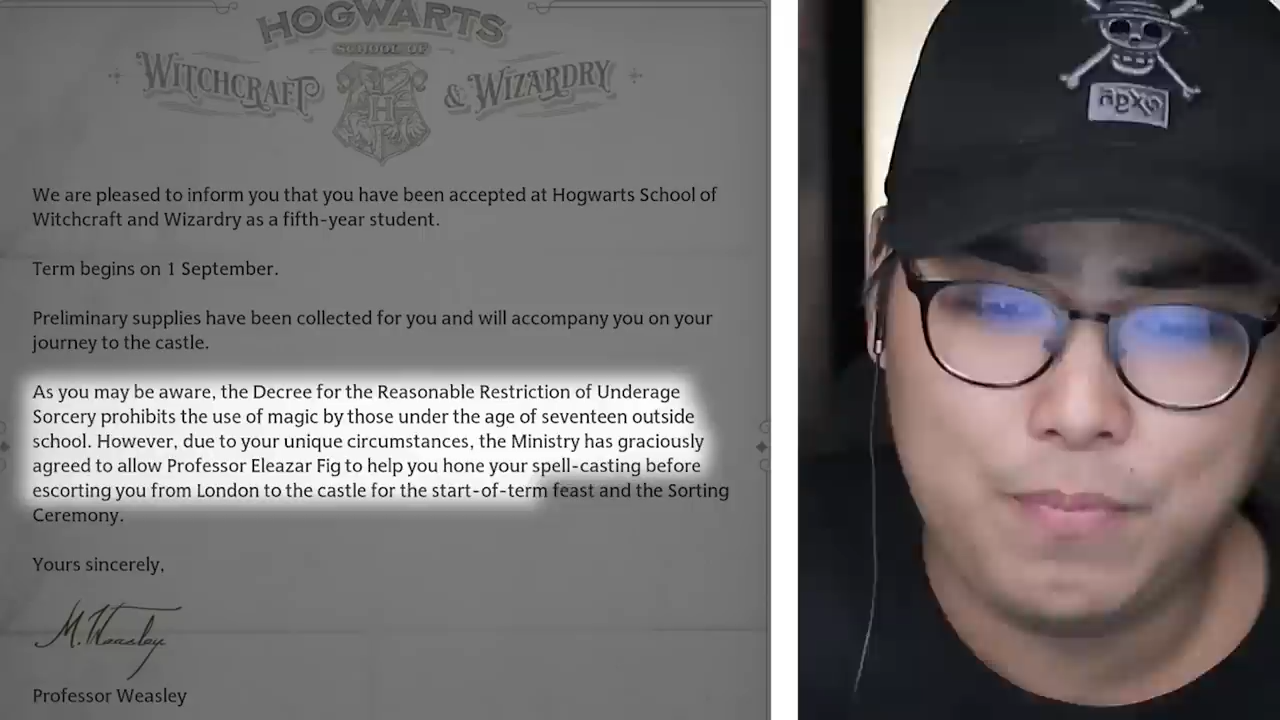 HOGWARTS
SCHOOL OF
WITCHCRAFT & WIZARDRY
H
We are pleased to inform you that you have been accepted at Hogwarts School of
Witchcraft and Wizardry as a fifth-year student.
Term begins on 1 September.
Preliminary supplies have been collected for you and will accompany you on your
journey to the castle.
As you may be aware, the Decree for the Reasonable Restriction of Underage
Sorcery prohibits the use of magic by those under the age of seventeen outside
school. However, due to your unique circumstances, the Ministry has graciously
agreed to allow Professor Eleazar Fig to help you hone your spell-casting before
escorting you from London to the castle for the start-of-term feast and the Sorting
Ceremony.
Yours sincerely,
M. Weasley
Professor Weasley